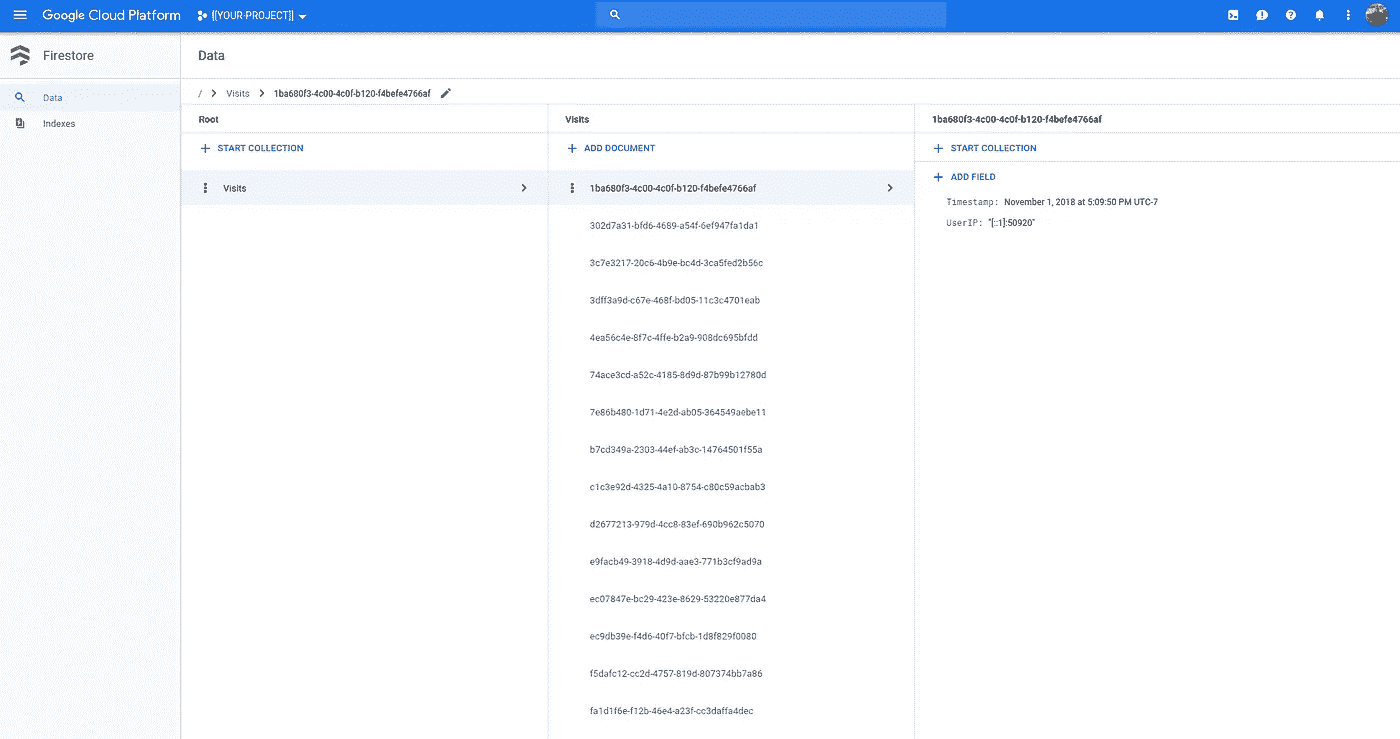 Google Cloud Platform
{[YOUR-PROJECT]}
Firestore
Data
Indexes
Data
/ > Visits > 1ba680f3-4c00-4c0f-b120-f4befe4766af
Root
+ START COLLECTION
Visits
Visits
+ ADD DOCUMENT
1ba680f3-4c00-4c0f-b120-f4befe4766af
302d7a31-bfd6-4689-a54f-6ef947fa1da1
3c7e3217-20c6-4b9e-bc4d-3ca5fed2b56c
3dff3a9d-c67e-468f-bd05-11c3c4701eab
4ea56c4e-8f7c-4ffe-b2a9-908dc695bfdd
74ace3cd-a52c-4185-8d9d-87b99b12780d
7e86b480-1d71-4e2d-ab05-364549aebe11
b7cd349a-2303-44ef-ab3c-14764501f55a
c1c3e92d-4325-4a10-8754-c80c59acbab3
d2677213-979d-4cc8-83ef-690b962c5070
e9facb49-3918-4d9d-aae3-771b3cf9ad9a
ec07847e-bc29-423e-8629-53220e877da4
ec9db39e-f4d6-40f7-bfcb-1d8f829f0080
f5dafc12-cc2d-4757-819d-807374bb7a86
fa1d1f6e-f12b-46e4-a23f-cc3daffa4dec
1ba680f3-4c00-4c0f-b120-f4befe4766af
+ START COLLECTION
+ ADD FIELD
Timestamp: November 1, 2018 at 5:09:50 PM UTC-7
UserIP: "[::1]:50920"